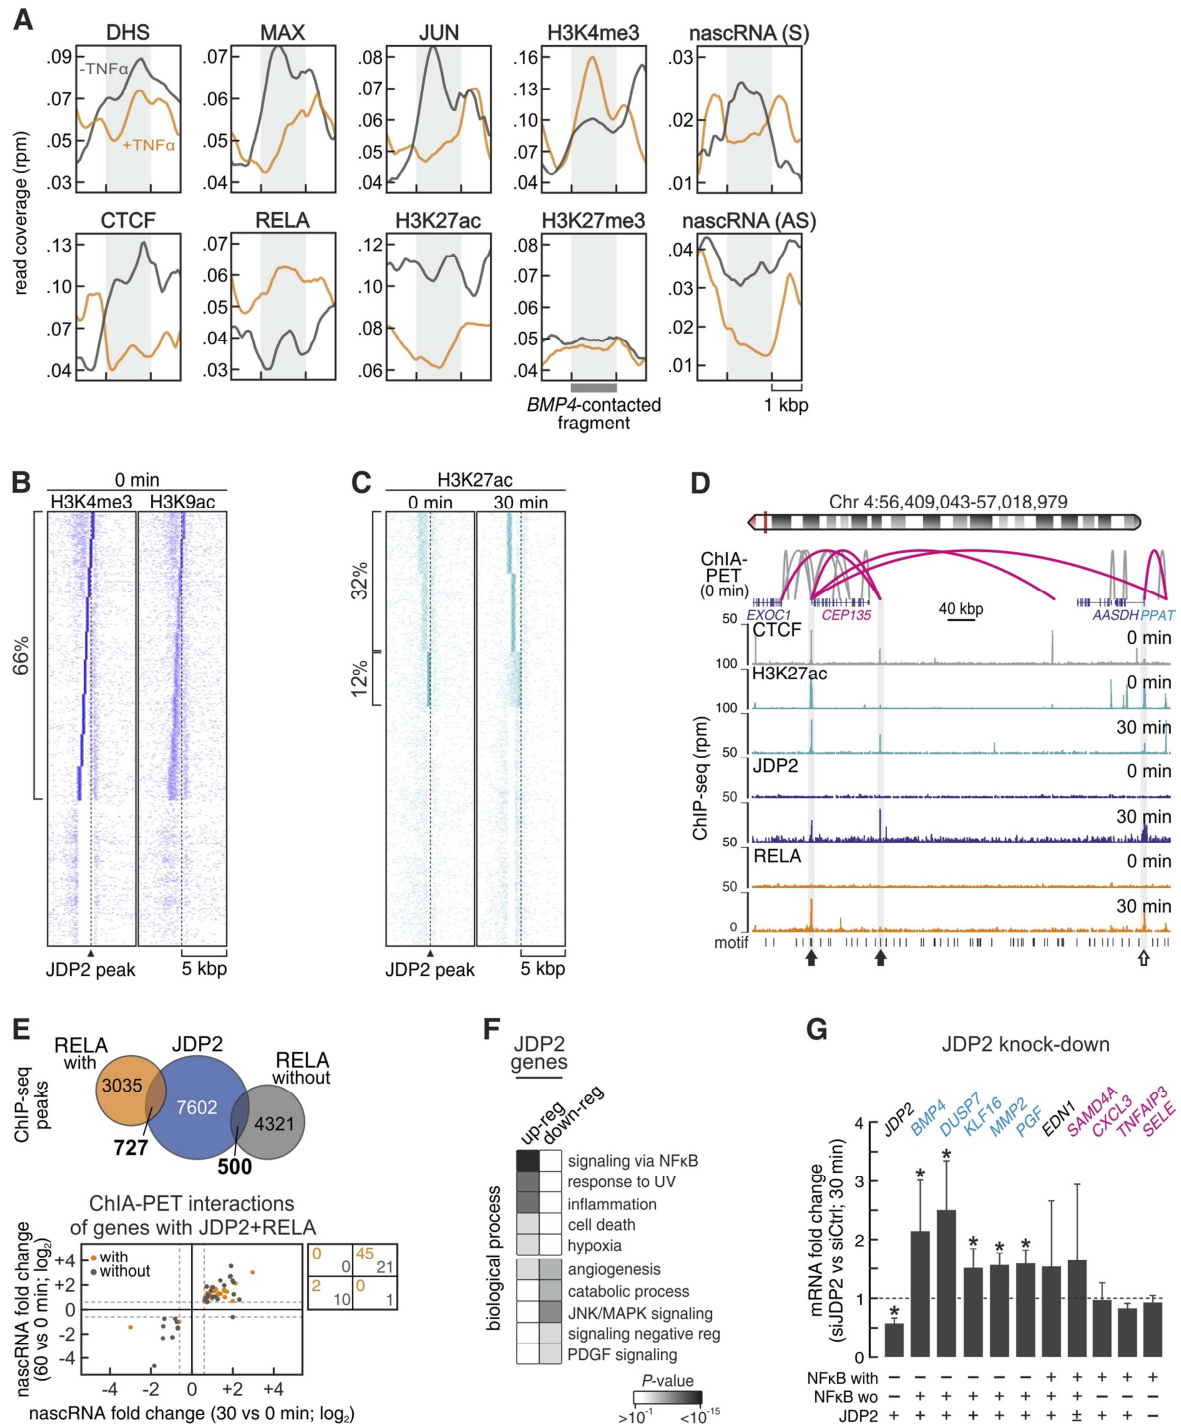 A
DHS
MAX
JUN
H3K4me3
nascRNA (S)
.09
.07
.05
.03
-TNFα
+TNFα
.07
.06
.05
.04
.08
.07
.06
.05
.04
.16
.13
.10
.07
.04
.03
.02
.01
read coverage (rpm)
CTCF
RELA
H3K27ac
H3K27me3
nascRNA (AS)
.13
.10
.07
.04
.07
.06
.05
.04
.03
.12
.10
.08
.06
.08
.07
.06
.05
.04
.04
.03
.02
.01
BMP4-contacted
fragment
1 kbp
B
0 min
H3K4me3 H3K9ac
66%
JDP2 peak
5 kbp
C
H3K27ac
0 min 30 min
32%
12%
JDP2 peak
5 kbp
D
Chr 4:56,409,043-57,018,979
ChIA-
PET
(0 min)
EXOC1
CEP135
40 kbp
AASDH PPAT
ChIP-seq (rpm)
50
CTCF
0 min
100
H3K27ac
0 min
100
30 min
50
JDP2
0 min
50
30 min
50
RELA
0 min
50
30 min
0
motif
E
ChIP-seq
peaks
RELA
with
JDP2
RELA
without
3035
7602
4321
727
500
ChIA-PET interactions
of genes with JDP2+RELA
nascRNA fold change
(60 vs 0 min; log2)
+4
+2
0
-2
-4
with
without
0 45
0 21
2 0
10 1
-4 -2 0 +2 +4
nascRNA fold change (30 vs 0 min; log2)
F
JDP2
genes
up-reg
down-reg
biological process
signaling via NFκB
response to UV
inflammation
cell death
hypoxia
angiogenesis
catabolic process
JNK/MAPK signaling
signaling negative reg
PDGF signaling
P-value
>10-1 <10-15
G
JDP2 knock-down
JDP2
BMP4
DUSP7
KLF16
MMP2
PGF
EDN1
SAMD4A
CXCL3
TNFAIP3
SELE
mRNA fold change
(siJDP2 vs siCtrl; 30 min)
4
3
2
1
0
* * * * * *
NFκB with − − − − − − + + + + +
NFκB wo − + + + + + + + − − −
JDP2 + + + + + + + ± + + −